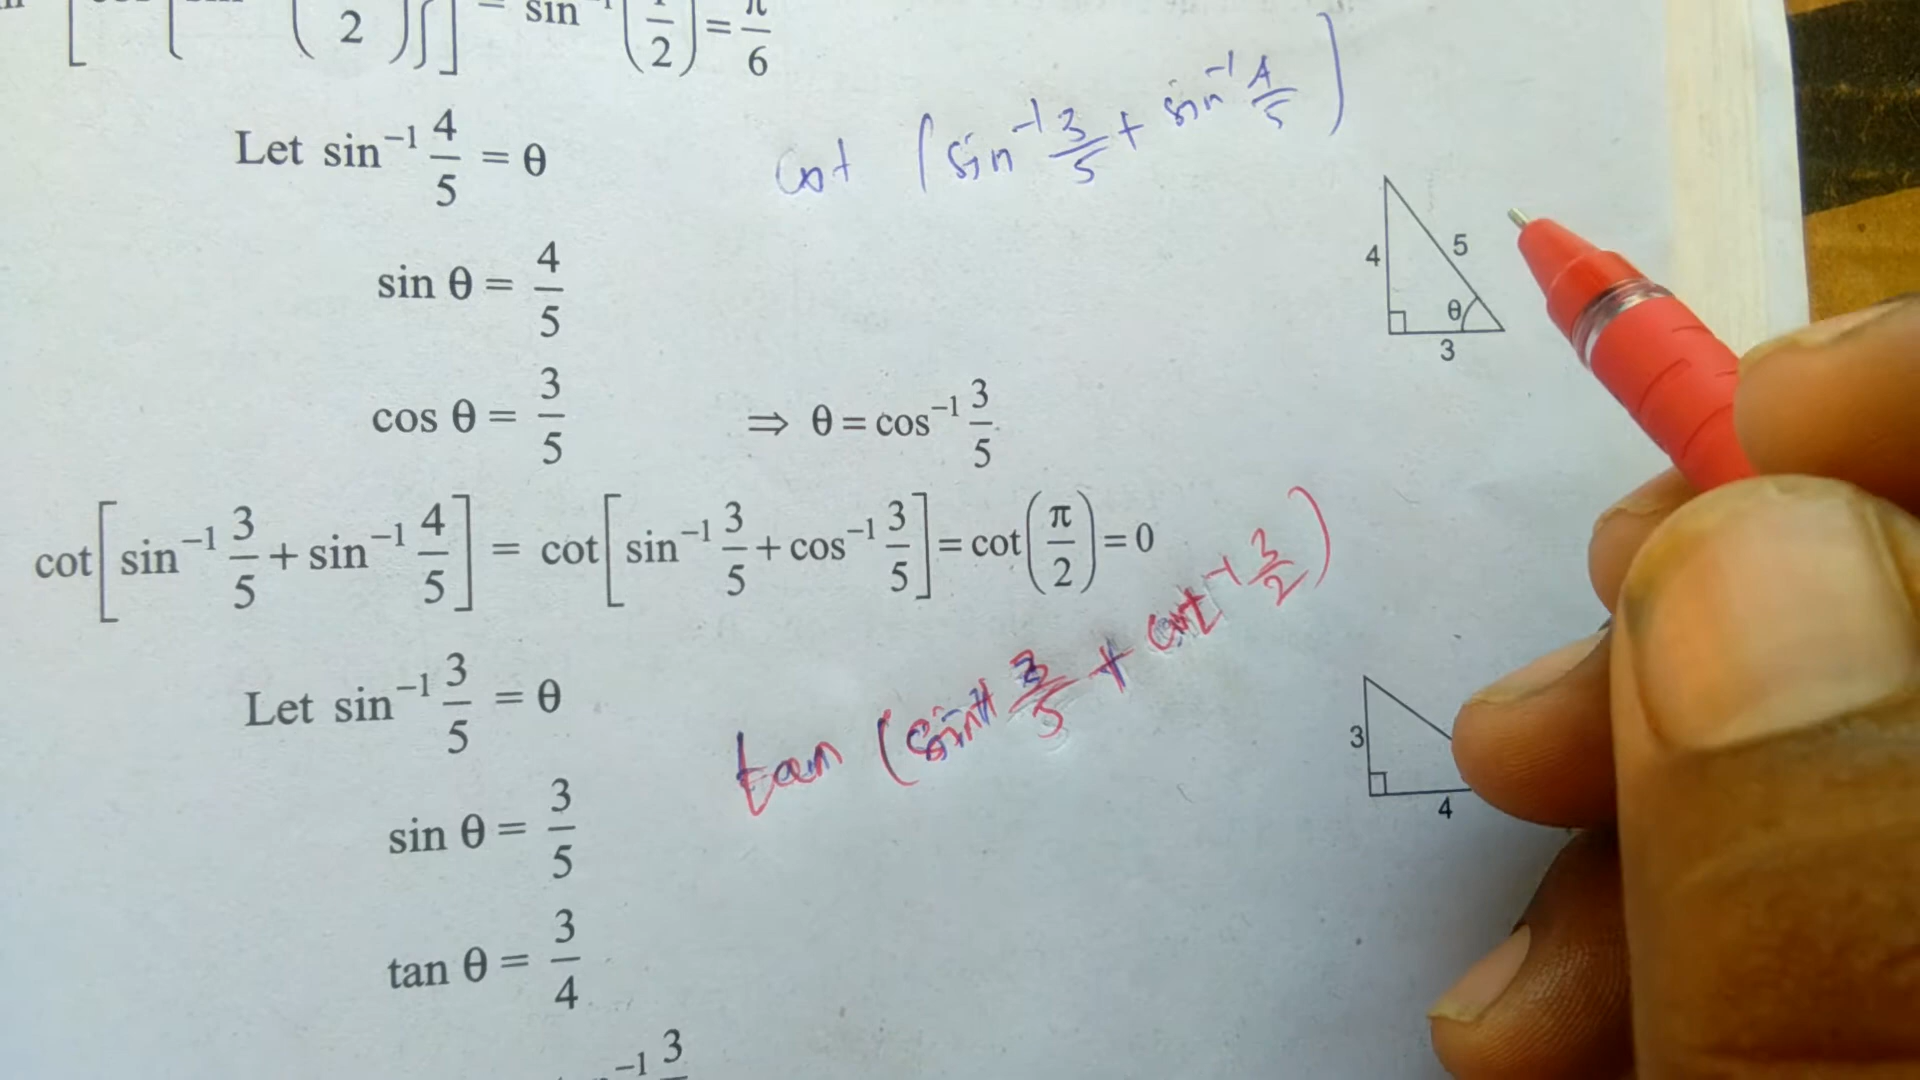 2 sin⁻¹ (1/2) = π/6
cot (sin⁻¹ 3/5 + sin⁻¹ 4/5)
Let sin⁻¹ 4/5 = θ
4 5 θ 3
sin θ = 4/5
cos θ = 3/5 ⇒ θ = cos⁻¹ 3/5
cot[sin⁻¹ 3/5 + sin⁻¹ 4/5] = cot[sin⁻¹ 3/5 + cos⁻¹ 3/5] = cot(π/2) = 0
Let sin⁻¹ 3/5 = θ
tan (sin⁻¹ 3/5 + cot⁻¹ 3/2)
3 4
sin θ = 3/5
tan θ = 3/4
⁻¹ 3